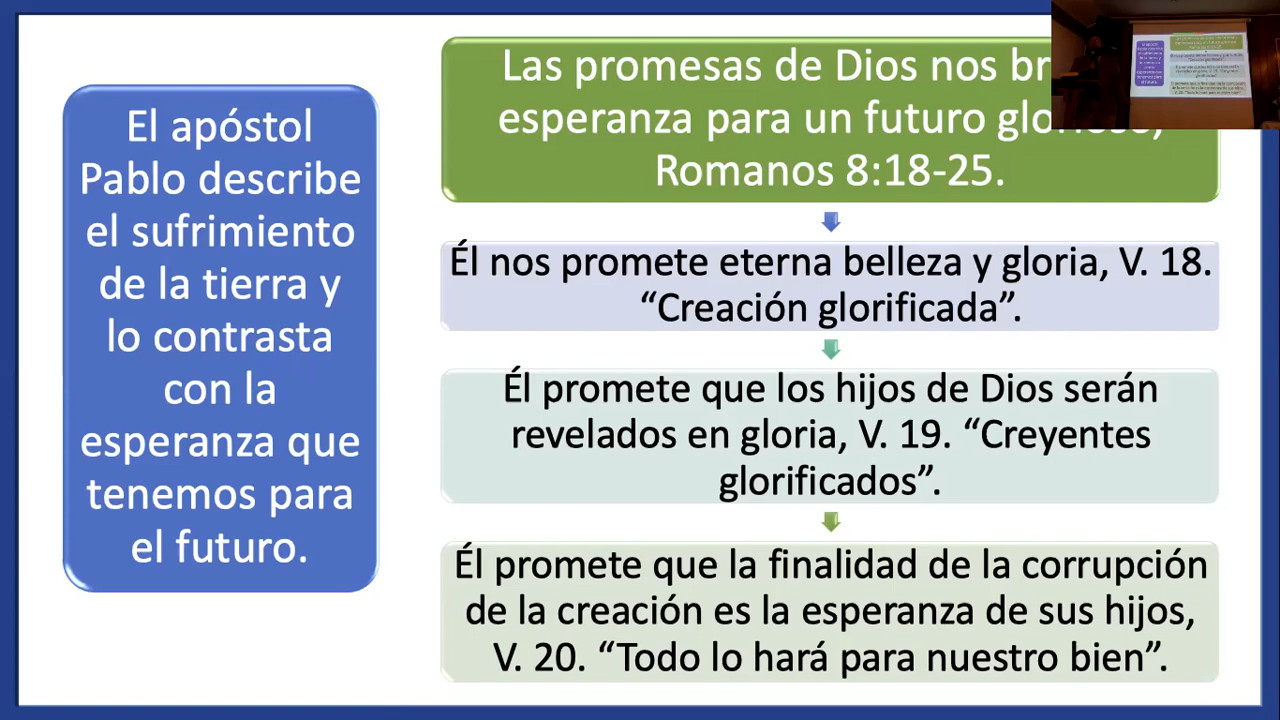 El apóstol
Pablo describe
el sufrimiento
de la tierra y
lo contrasta
con la
esperanza que
tenemos para
el futuro.
Las promesas de Dios nos
esperanza para un futuro
Romanos 8:18-25.
Él nos promete eterna belleza y gloria, V. 18.
“Creación glorificada”.
Él promete que los hijos de Dios serán
revelados en gloria, V. 19. “Creyentes
glorificados”.
Él promete que la finalidad de la corrupción
de la creación es la esperanza de sus hijos,
V. 20. “Todo lo hará para nuestro bien”.